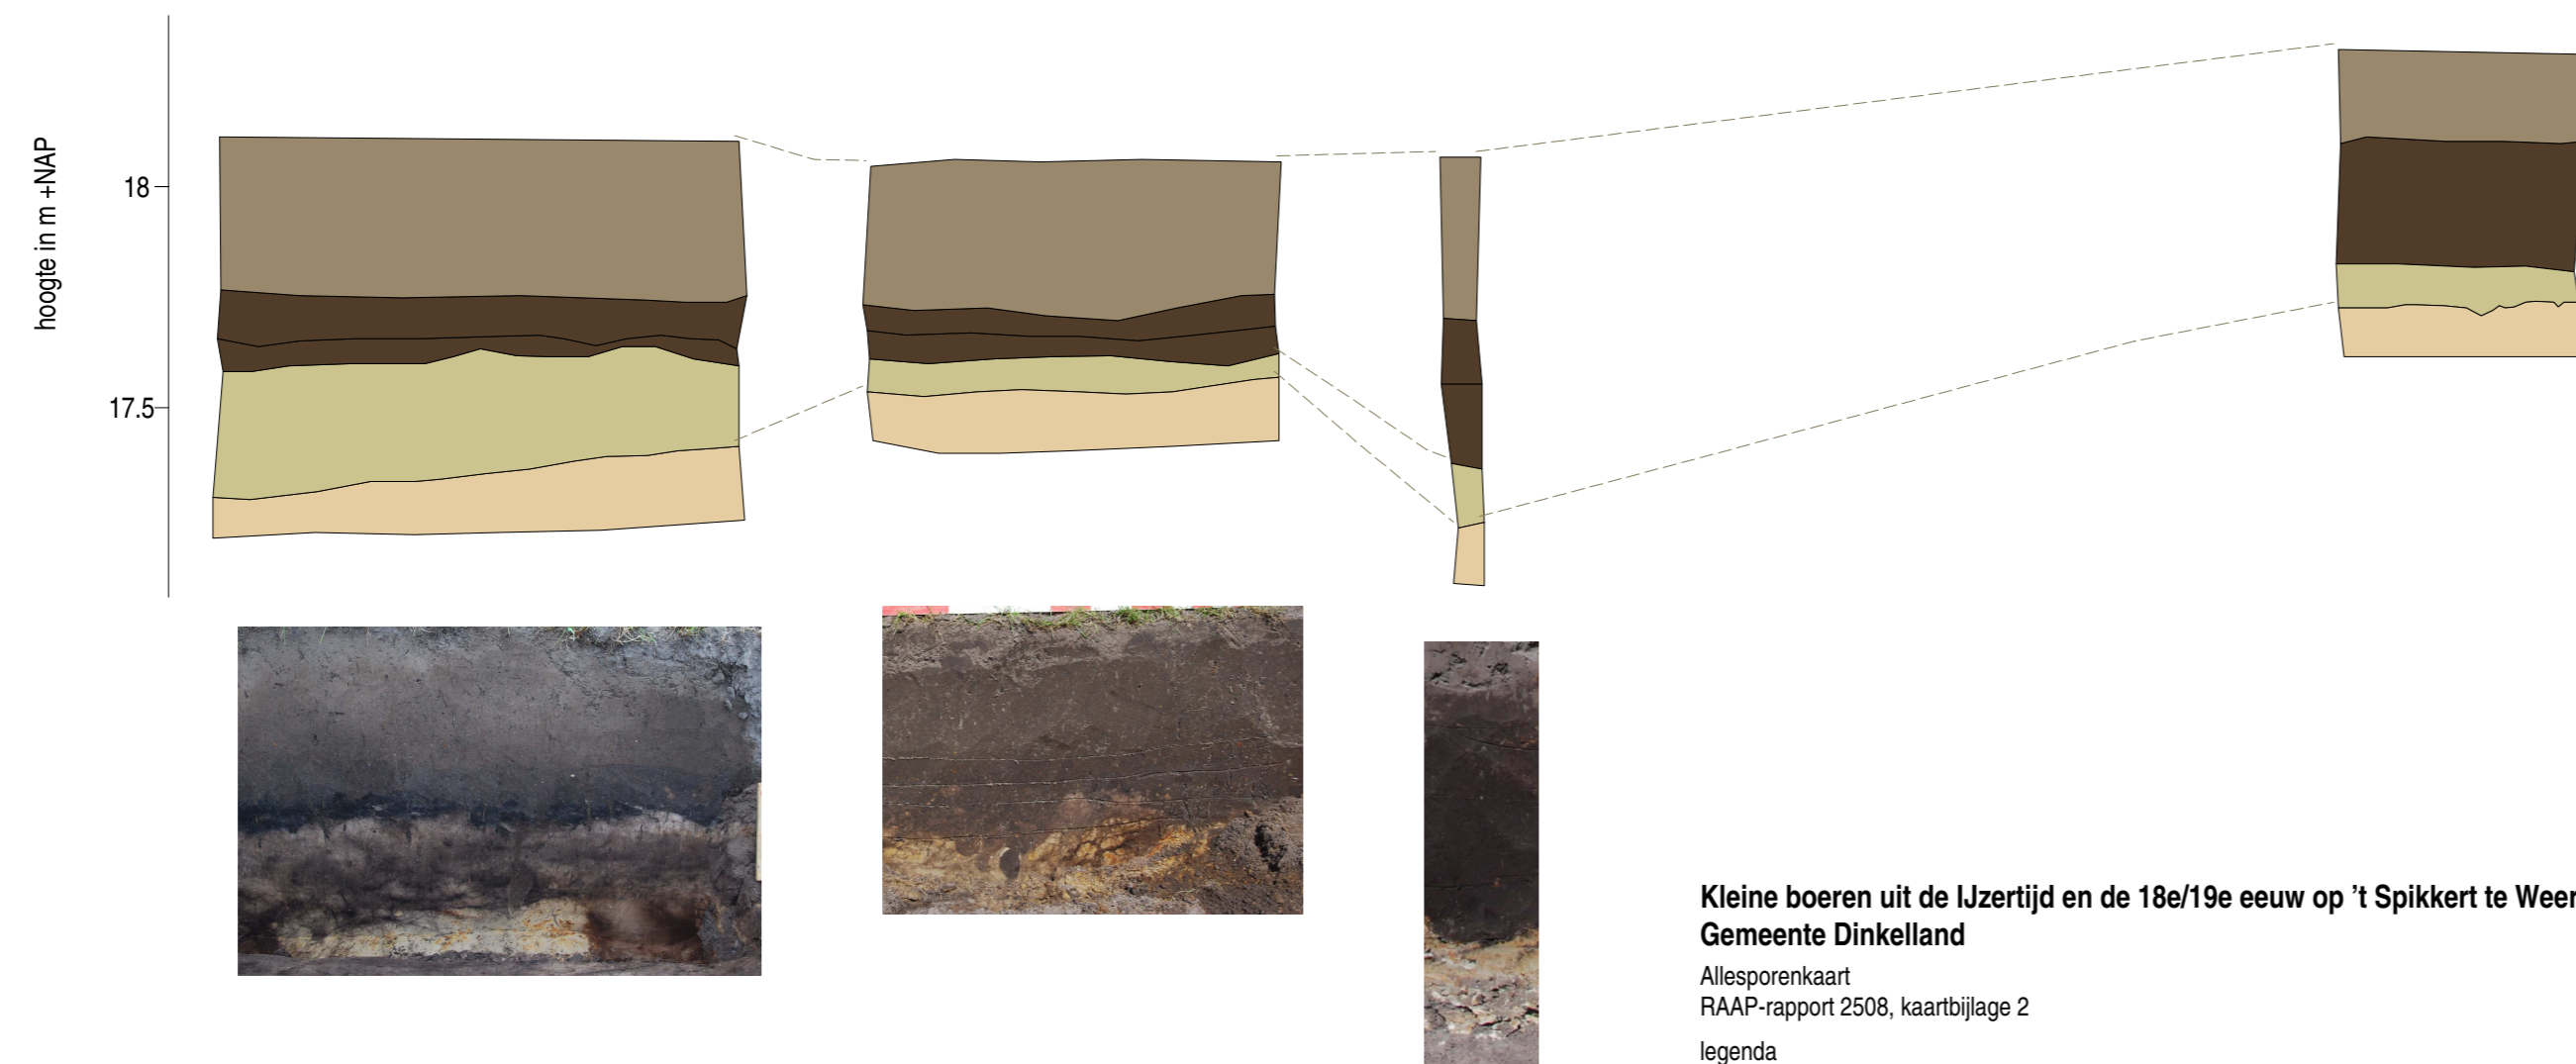 hoogte in m +NAP
18
17.5
Kleine boeren uit de IJzertijd en de 18e/19e eeuw op ’t Spikkert te
Gemeente Dinkelland
Allesporenkaart
RAAP-rapport 2508, kaartbijlage 2
legenda